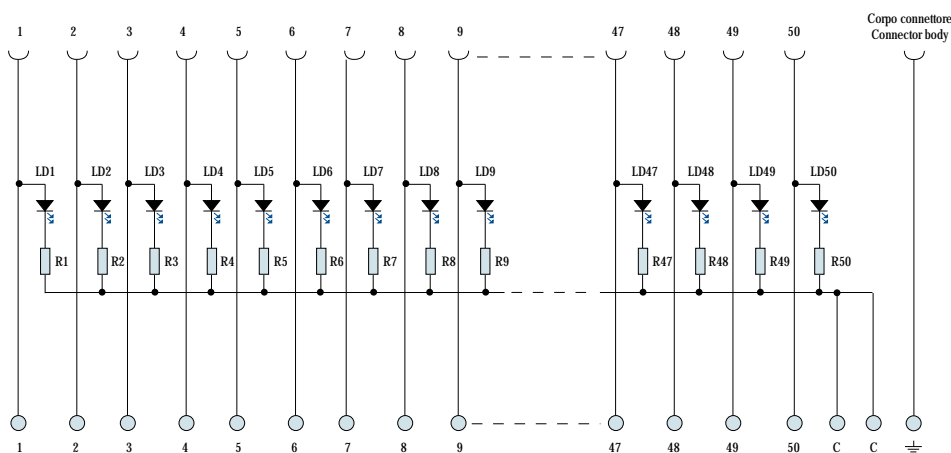 Corpo connettore
Connector body
1 2 3 4 5 6 7 8 9 47 48 49 50
LD1 LD2 LD3 LD4 LD5 LD6 LD7 LD8 LD9 LD47 LD48 LD49 LD50
R1 R2 R3 R4 R5 R6 R7 R8 R9 R47 R48 R49 R50
1 2 3 4 5 6 7 8 9 47 48 49 50 C C